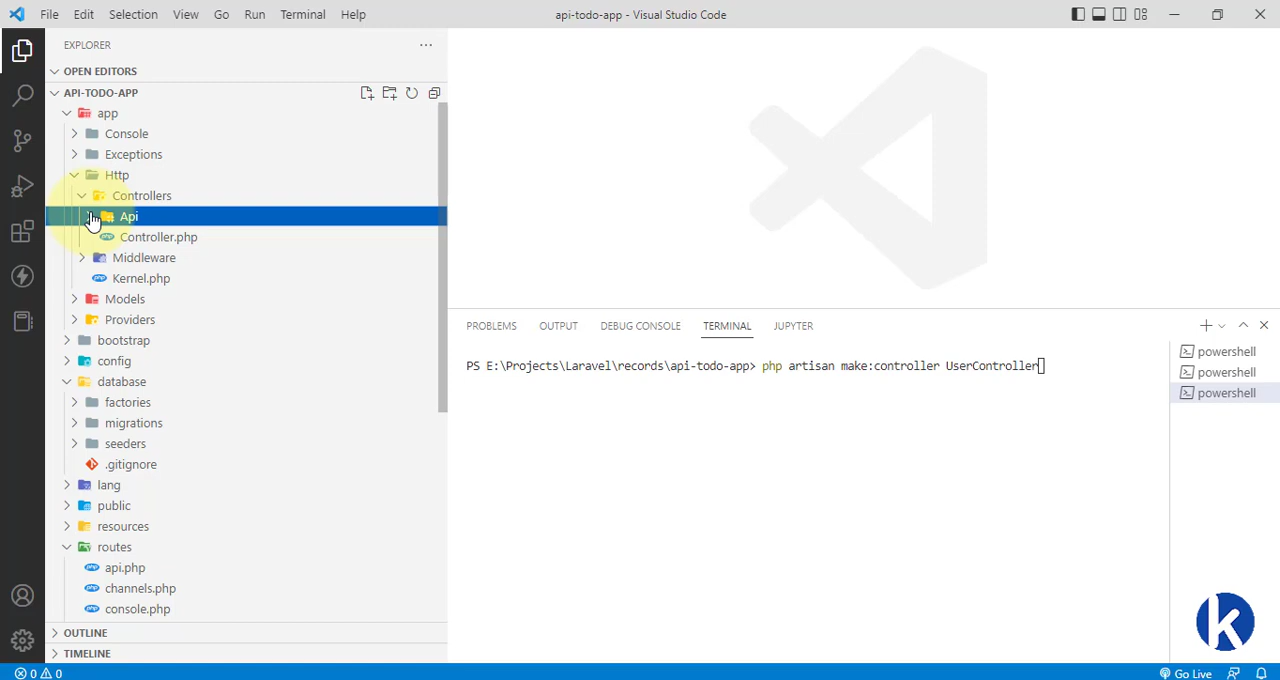 File Edit Selection View Go Run Terminal Help
api-todo-app - Visual Studio Code
EXPLORER
OPEN EDITORS
API-TODO-APP
app
Console
Exceptions
Http
Controllers
Api
Controller.php
Middleware
Kernel.php
Models
Providers
bootstrap
config
database
factories
migrations
seeders
.gitignore
lang
public
resources
routes
api.php
channels.php
console.php
OUTLINE
TIMELINE
PROBLEMS OUTPUT DEBUG CONSOLE TERMINAL JUPYTER
PS E:\Projects\Laravel\records\api-todo-app> php artisan make:controller UserController
powershell
powershell
powershell
k
0 0
Go Live